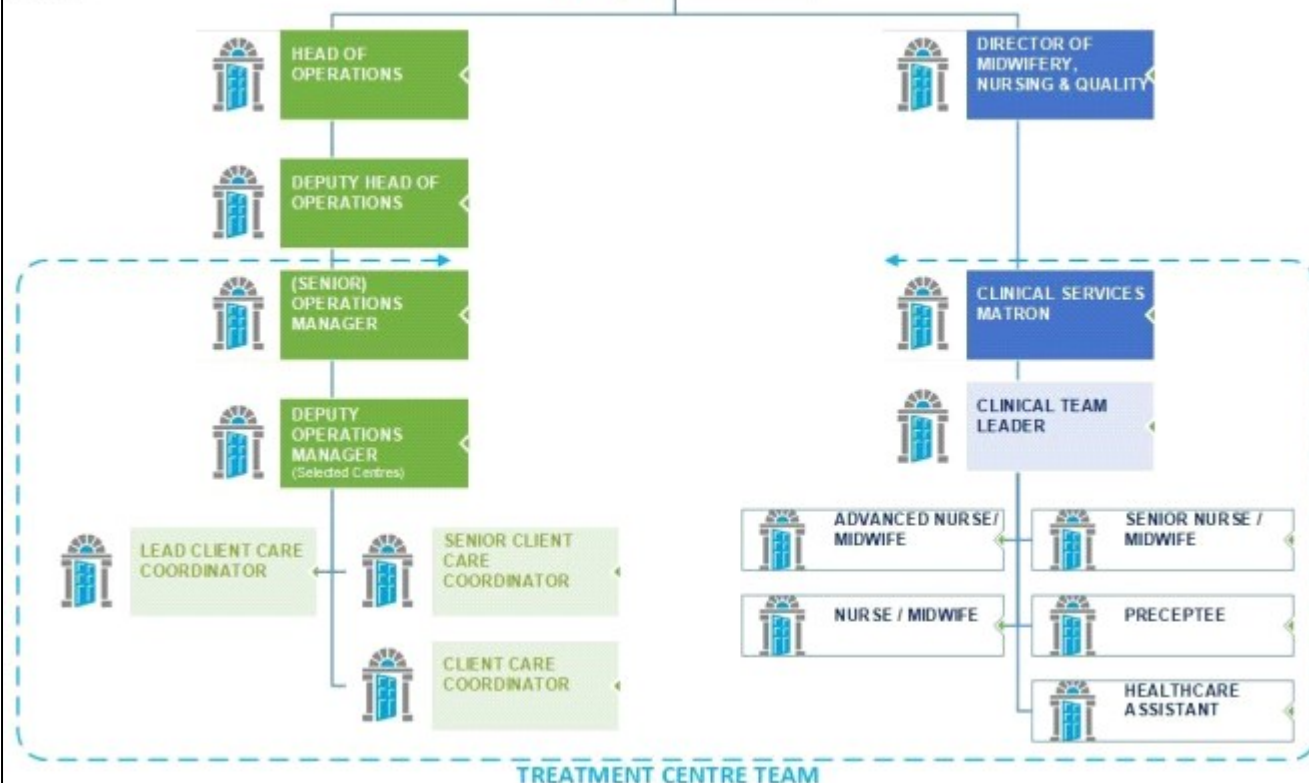 HEAD OF
OPERATIONS
DIRECTOR OF
MIDWIFERY,
NURSING & QUALITY
DEPUTY HEAD OF
OPERATIONS
(SENIOR)
OPERATIONS
MANAGER
CLINICAL SERVICES
MATRON
DEPUTY
OPERATIONS
MANAGER
(Selected Centres)
CLINICAL TEAM
LEADER
LEAD CLIENT CARE
COORDINATOR
SENIOR CLIENT
CARE
COORDINATOR
ADVANCED NURSE/
MIDWIFE
SENIOR NURSE /
MIDWIFE
NURSE / MIDWIFE
PRECEPTEE
CLIENT CARE
COORDINATOR
HEALTHCARE
ASSISTANT
TREATMENT CENTRE TEAM